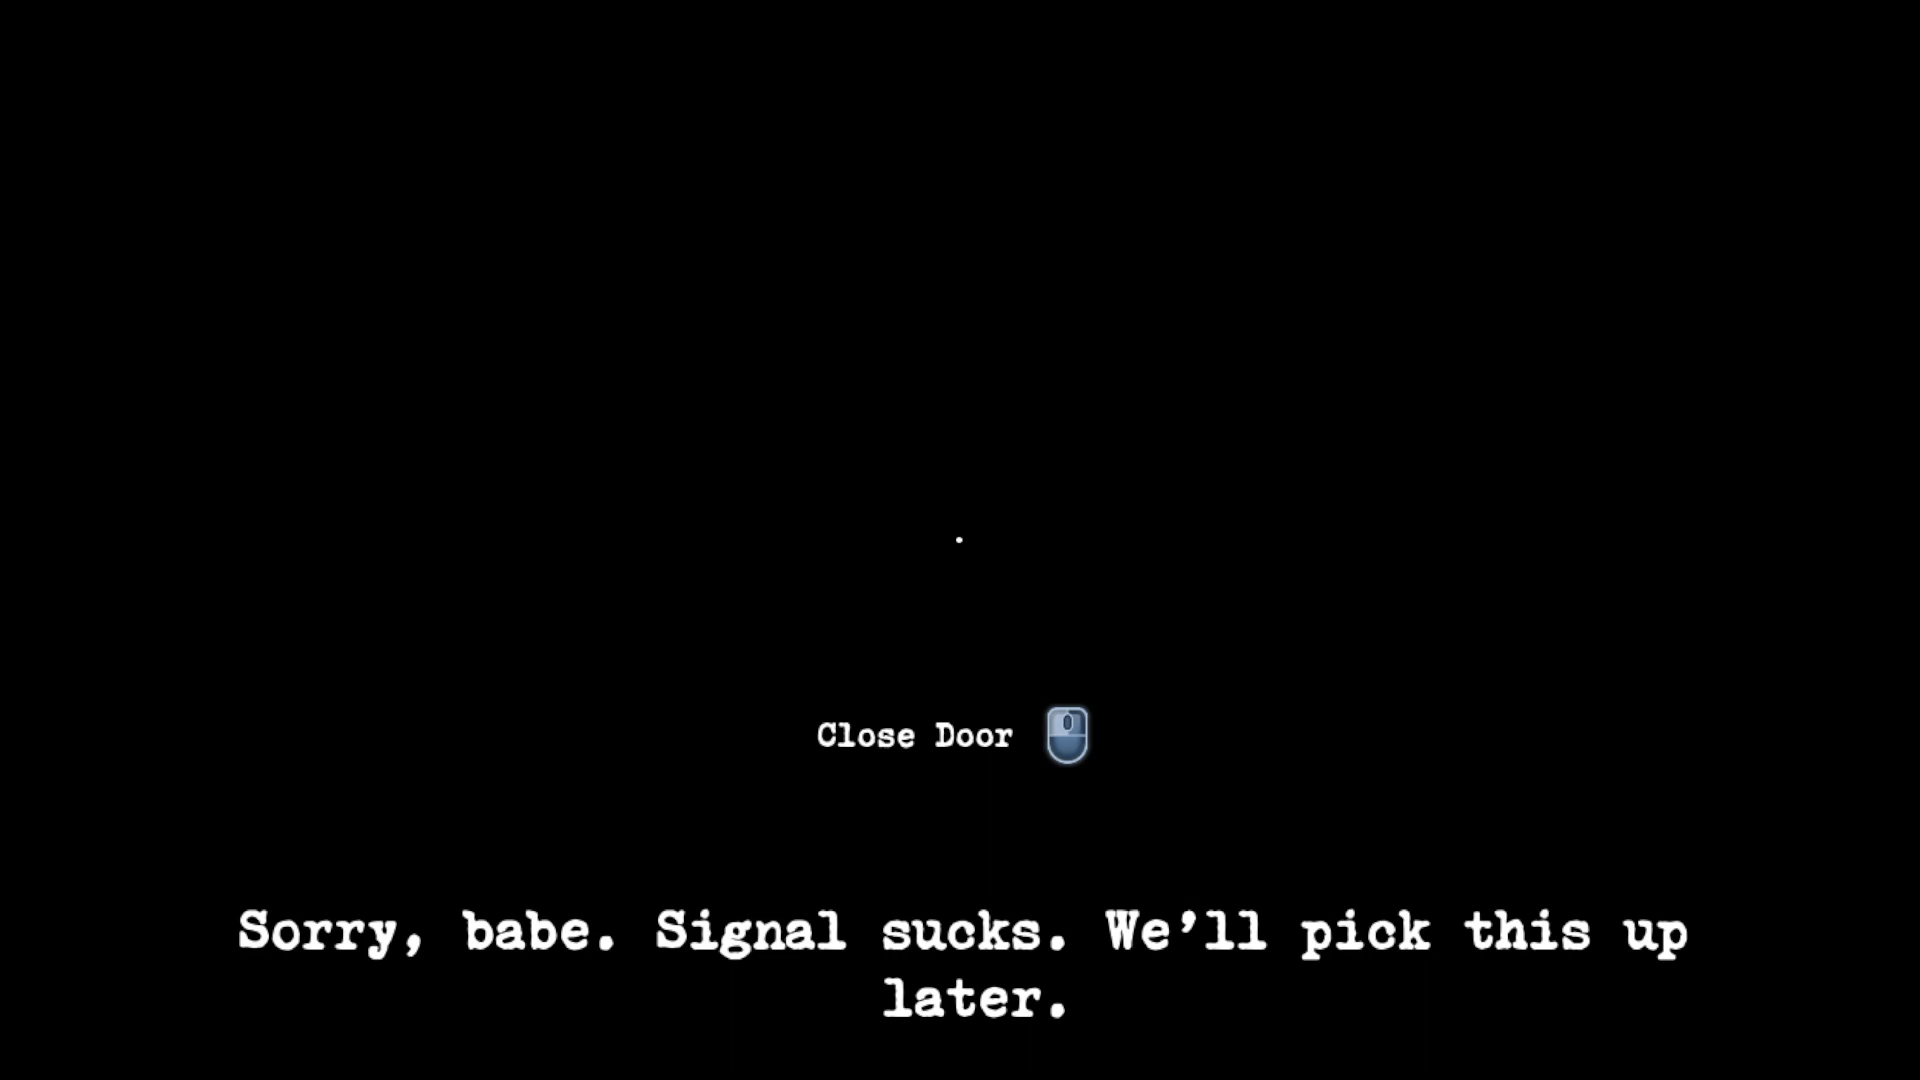 Close Door
Sorry, babe. Signal sucks. We’ll pick this up
later.